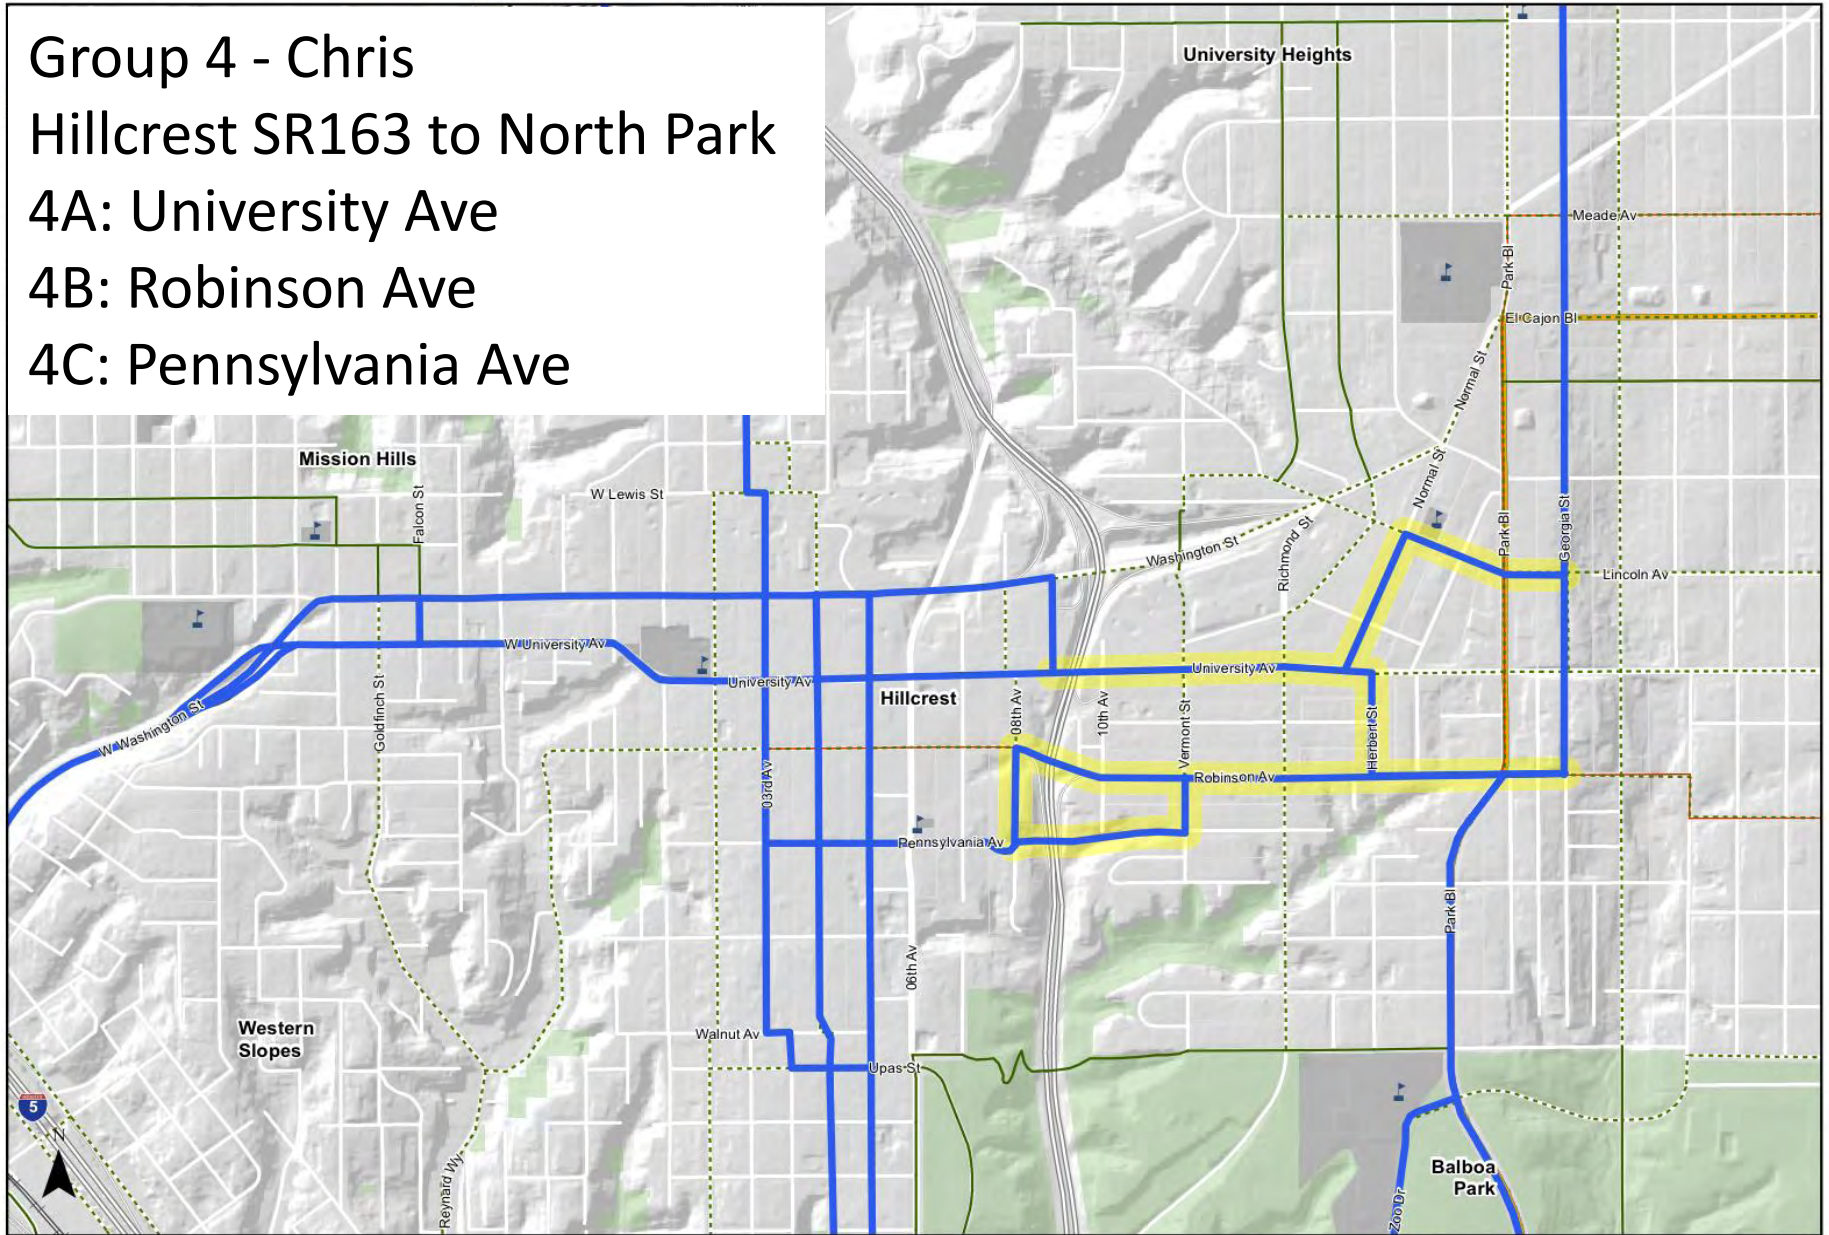 Group 4 - Chris
Hillcrest SR163 to North Park
4A: University Ave
4B: Robinson Ave
4C: Pennsylvania Ave
University Heights
Meade Av
Park Bl
El Cajon Bl
Normal St
Mission Hills
W Lewis St
Falcon St
Normal St
Park Bl
Georgia St
Washington St
Richmond St
Lincoln Av
W University Av
University Av
University Av
Hillcrest
Goldfinch St
W Washington St
08th Av
10th Av
Vermont St
Herbert St
03rd Av
Robinson Av
Pennsylvania Av
Park Bl
06th Av
Western
Slopes
Walnut Av
Upas St
5
N
Reynard Wy
Balboa
Park
Zoo Dr